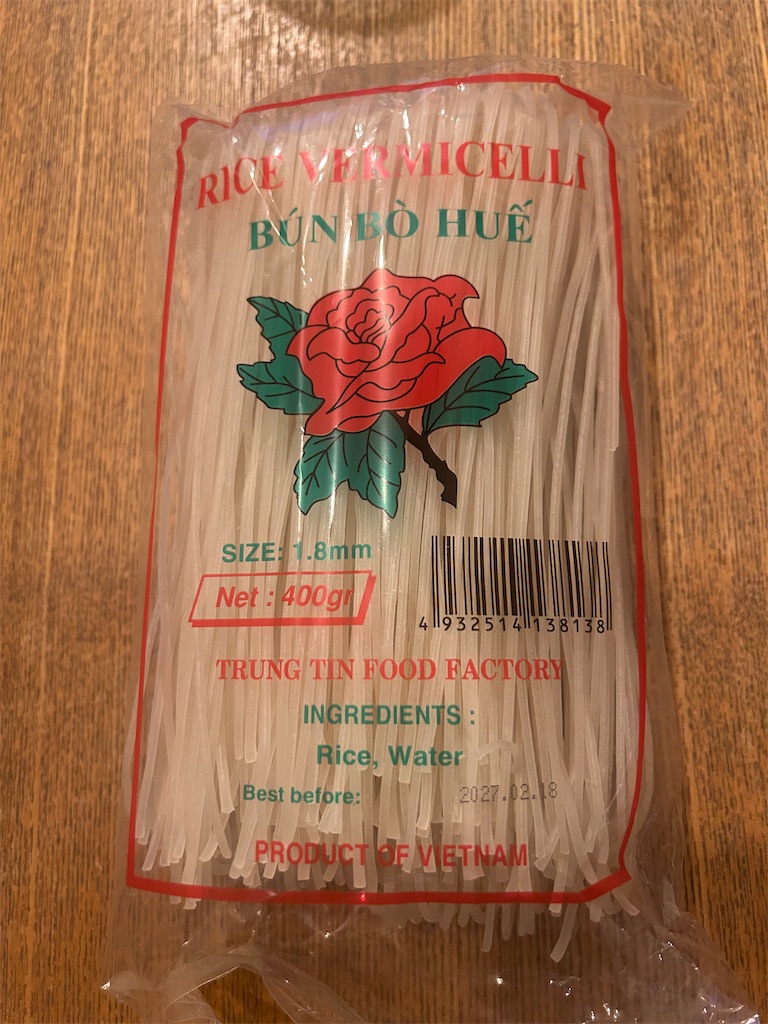 RICE VERMICELLI
BÚN BÒ HUẾ
SIZE: 1.8mm
Net : 400gr
4 932514 138138
TRUNG TIN FOOD FACTORY
INGREDIENTS :
Rice, Water
Best before: 2027.02.18
PRODUCT OF VIETNAM